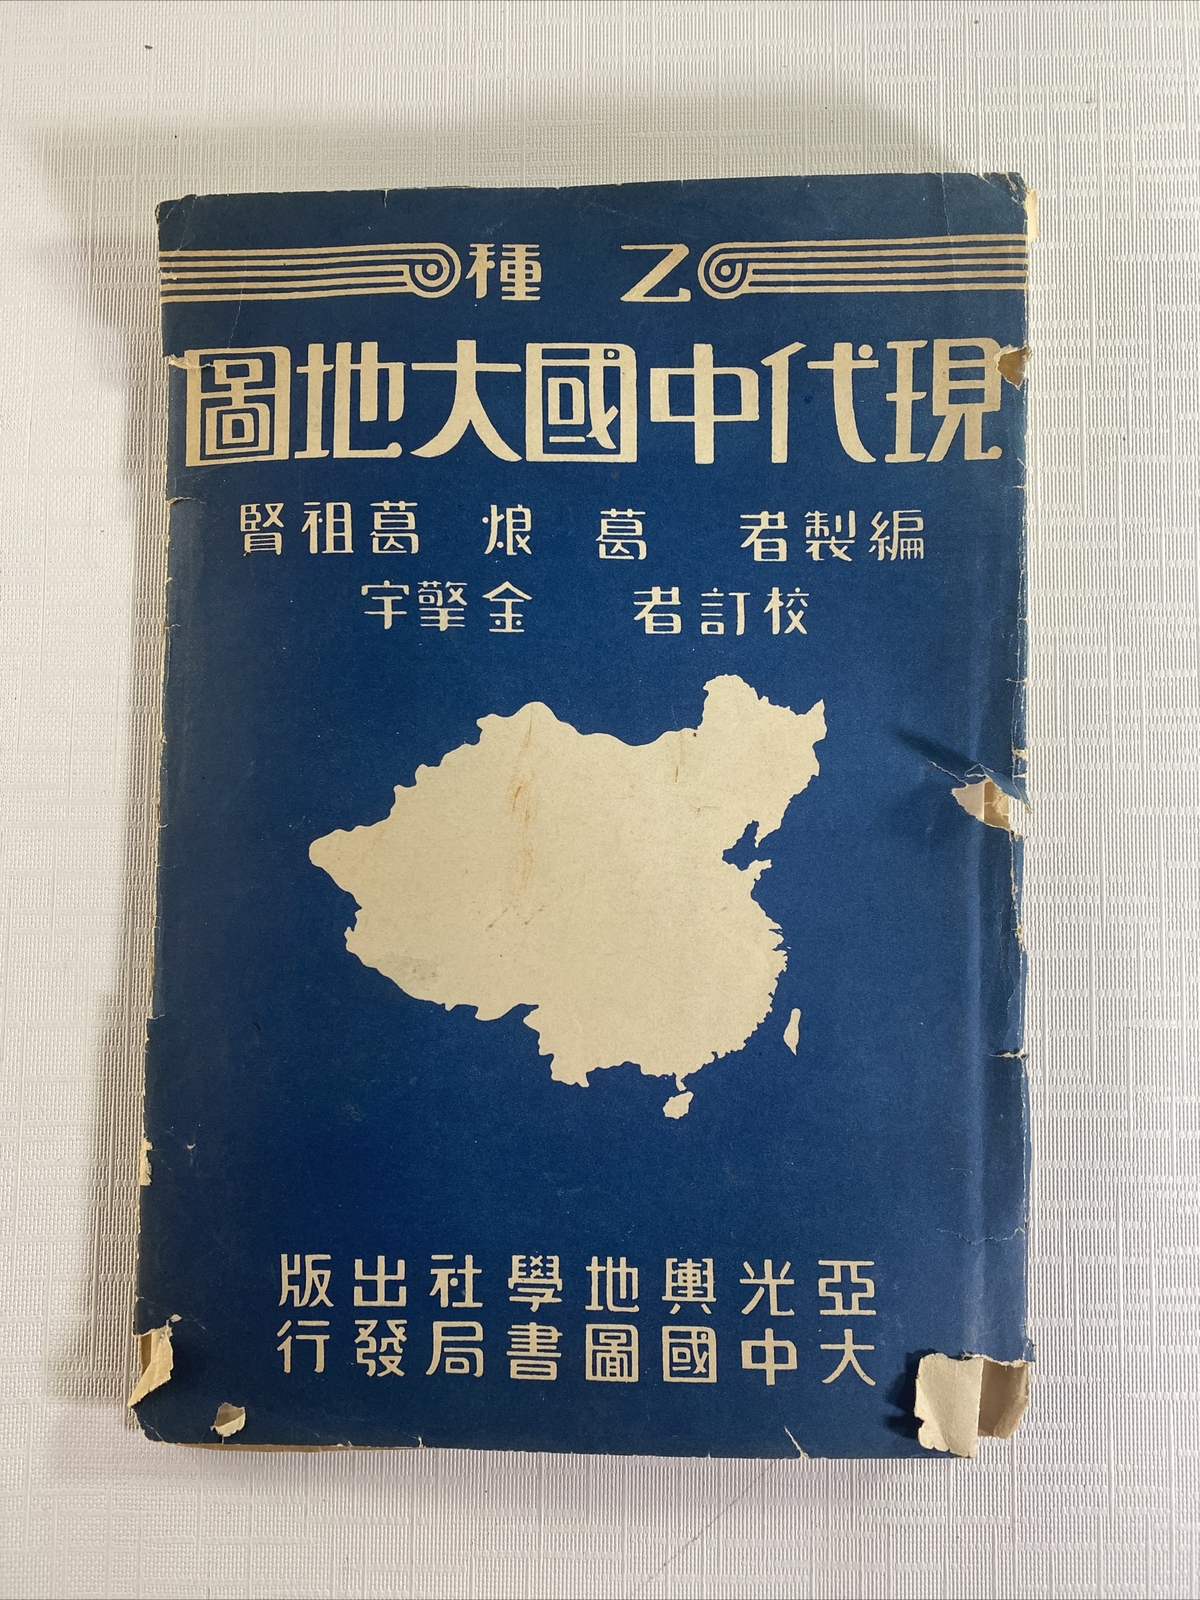 乙種
現代中國大地圖
編製者 葛烺 葛祖賢
校訂者 金擎宇
亞光輿地學社出版
大中國圖書局發行